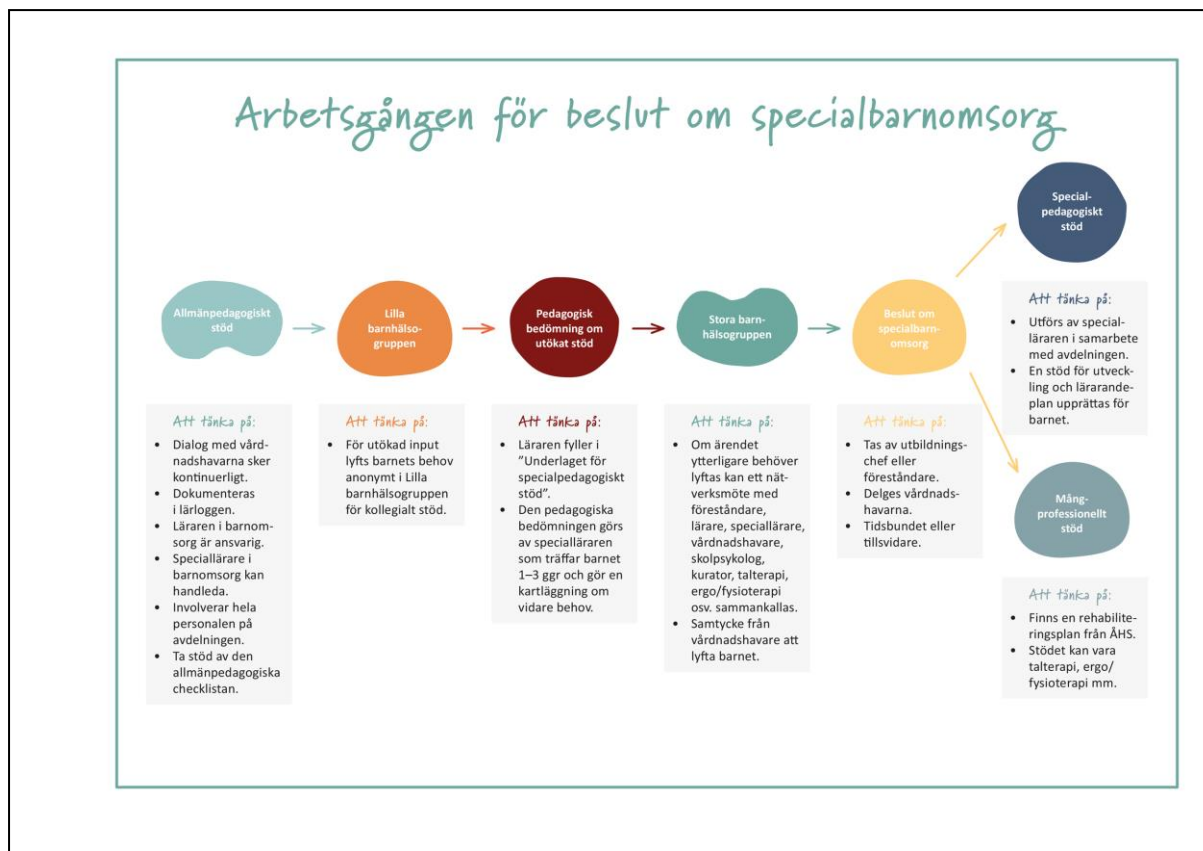 Arbetsgången för beslut om specialbarnomsorg
Allmänpedagogiskt
stöd
Att tänka på:
• Dialog med vård-
nadshavarna sker
kontinuerligt.
• Dokumenteras
i lärloggen.
• Läraren i barnom-
sorg är ansvarig.
• Speciallärare i
barnomsorg kan
handleda.
• Involverar hela
personalen på
avdelningen.
• Ta stöd av den
allmänpedagogiska
checklistan.
Lilla
barnhälso-
gruppen
Att tänka på:
• För utökad input
lyfts barnets behov
anonymt i Lilla
barnhälsogruppen
för kollegialt stöd.
Pedagogisk
bedömning om
utökat stöd
Att tänka på:
• Läraren fyller i
”Underlaget för
specialpedagogiskt
stöd”.
• Den pedagogiska
bedömningen görs
av specialläraren
som träffar barnet
1–3 ggr och gör en
kartläggning om
vidare behov.
Stora barn-
hälsogruppen
Att tänka på:
• Om ärendet
ytterligare behöver
lyftas kan ett nät-
verksmöte med
föreståndare,
lärare, speciallärare,
vårdnadshavare,
skolpsykolog,
kurator, talterapi,
ergo/fysioterapi
osv. sammankallas.
• Samtycke från
vårdnadshavare att
lyfta barnet.
Beslut om
specialbarn-
omsorg
Att tänka på:
• Tas av utbildnings-
chef eller
föreståndare.
• Delges vårdnads-
havarna.
• Tidsbundet eller
tillsvidare.
Special-
pedagogiskt
stöd
Att tänka på:
• Utförs av special-
läraren i samarbete
med avdelningen.
• En stöd för utveck-
ling och lärarande-
plan upprättas för
barnet.
Mång-
professionellt
stöd
Att tänka på:
• Finns en rehabilite-
ringsplan från ÅHS.
• Stödet kan vara
talterapi, ergo/
fysioterapi mm.